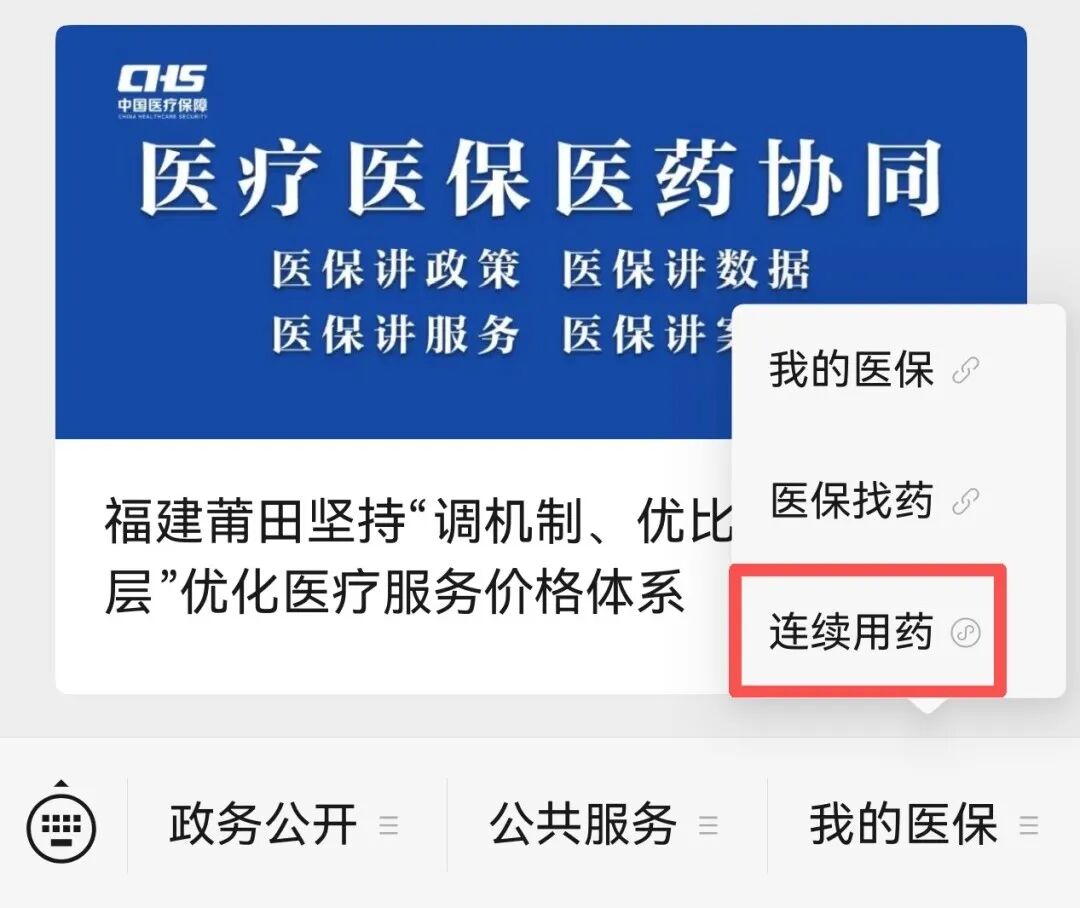 CHS
中国医疗保障
CHINA HEALTHCARE SECURITY
医疗医保医药协同
医保讲政策 医保讲数据
医保讲服务 医保讲案
福建莆田坚持“调机制、优比
层”优化医疗服务价格体系
我的医保
医保找药
连续用药
政务公开
公共服务
我的医保